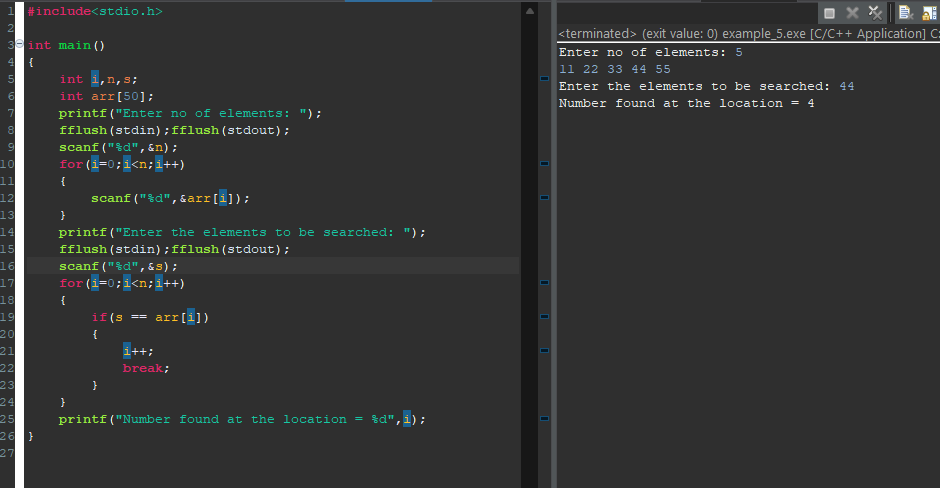 1 #include<stdio.h>
2
3 int main()
4 {
5     int i,n,s;
6     int arr[50];
7     printf("Enter no of elements: ");
8     fflush(stdin);fflush(stdout);
9     scanf("%d",&n);
10     for(i=0;i<n;i++)
11     {
12         scanf("%d",&arr[i]);
13     }
14     printf("Enter the elements to be searched: ");
15     fflush(stdin);fflush(stdout);
16     scanf("%d",&s);
17     for(i=0;i<n;i++)
18     {
19         if(s == arr[i])
20         {
21             i++;
22             break;
23         }
24     }
25     printf("Number found at the location = %d",i);
26 }
27
<terminated> (exit value: 0) example_5.exe [C/C++ Application] C:
Enter no of elements: 5
11 22 33 44 55
Enter the elements to be searched: 44
Number found at the location = 4